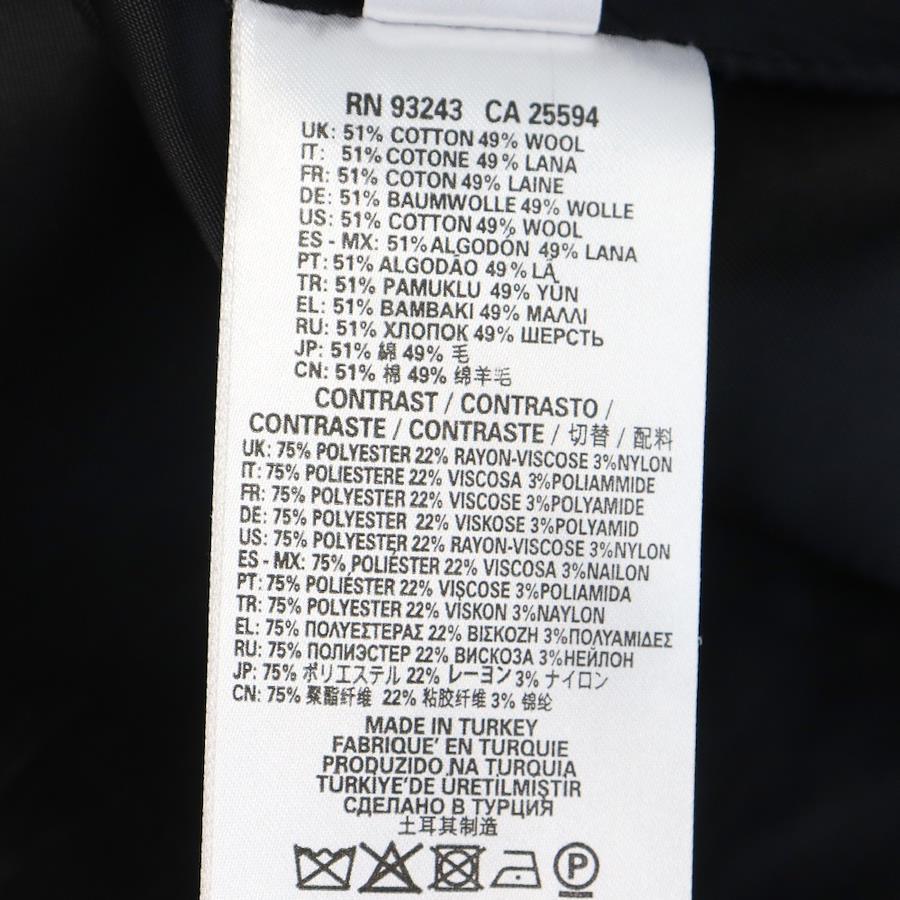 RN 93243 CA 25594
UK: 51% COTTON 49% WOOL
IT: 51% COTONE 49% LANA
FR: 51% COTON 49% LAINE
DE: 51% BAUMWOLLE 49% WOLLE
US: 51% COTTON 49% WOOL
ES - MX: 51% ALGODÓN 49% LANA
PT: 51% ALGODÃO 49% LÃ
TR: 51% PAMUKLU 49% YÜN
EL: 51% ΒΑΜΒΑΚΙ 49% ΜΑΛΛΙ
RU: 51% ХЛОПОК 49% ШЕРСТЬ
JP: 51% 綿 49% 毛
CN: 51% 棉 49% 绵羊毛
CONTRAST / CONTRASTO /
CONTRASTE / CONTRASTE / 切替 / 配料
UK: 75% POLYESTER 22% RAYON-VISCOSE 3%NYLON
IT: 75% POLIESTERE 22% VISCOSA 3%POLIAMMIDE
FR: 75% POLYESTER 22% VISCOSE 3%POLYAMIDE
DE: 75% POLYESTER 22% VISKOSE 3%POLYAMID
US: 75% POLYESTER 22% RAYON-VISCOSE 3%NYLON
ES - MX: 75% POLIÉSTER 22% VISCOSA 3%NAILON
PT: 75% POLIÉSTER 22% VISCOSE 3%POLIAMIDA
TR: 75% POLYESTER 22% VİSKON 3%NAYLON
EL: 75% ΠΟΛΥΕΣΤΕΡΑΣ 22% ΒΙΣΚΟΖΗ 3%ΠΟΛΥΑΜΙΔΕΣ
RU: 75% ПОЛИЭСТЕР 22% ВИСКОЗА 3%НЕЙЛОН
JP: 75% ポリエステル 22% レーヨン 3% ナイロン
CN: 75% 聚酯纤维 22% 粘胶纤维 3% 锦纶
MADE IN TURKEY
FABRIQUE' EN TURQUIE
PRODUZIDO NA TURQUIA
TÜRKİYE'DE ÜRETİLMİŞTİR
СДЕЛАНО В ТУРЦИЯ
土耳其制造
P